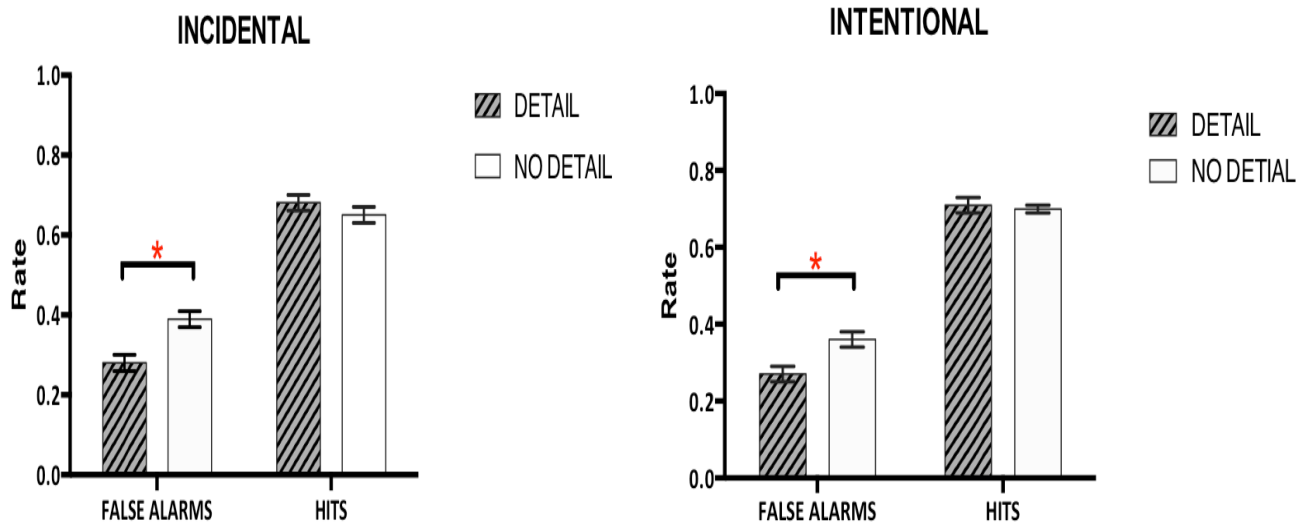 INCIDENTAL
1.0
0.8
0.6
0.4
0.2
0.0
Rate
*
FALSE ALARMS
HITS
DETAIL
NO DETAIL
INTENTIONAL
1.0
0.8
0.6
0.4
0.2
0.0
Rate
*
FALSE ALARMS
HITS
DETAIL
NO DETIAL